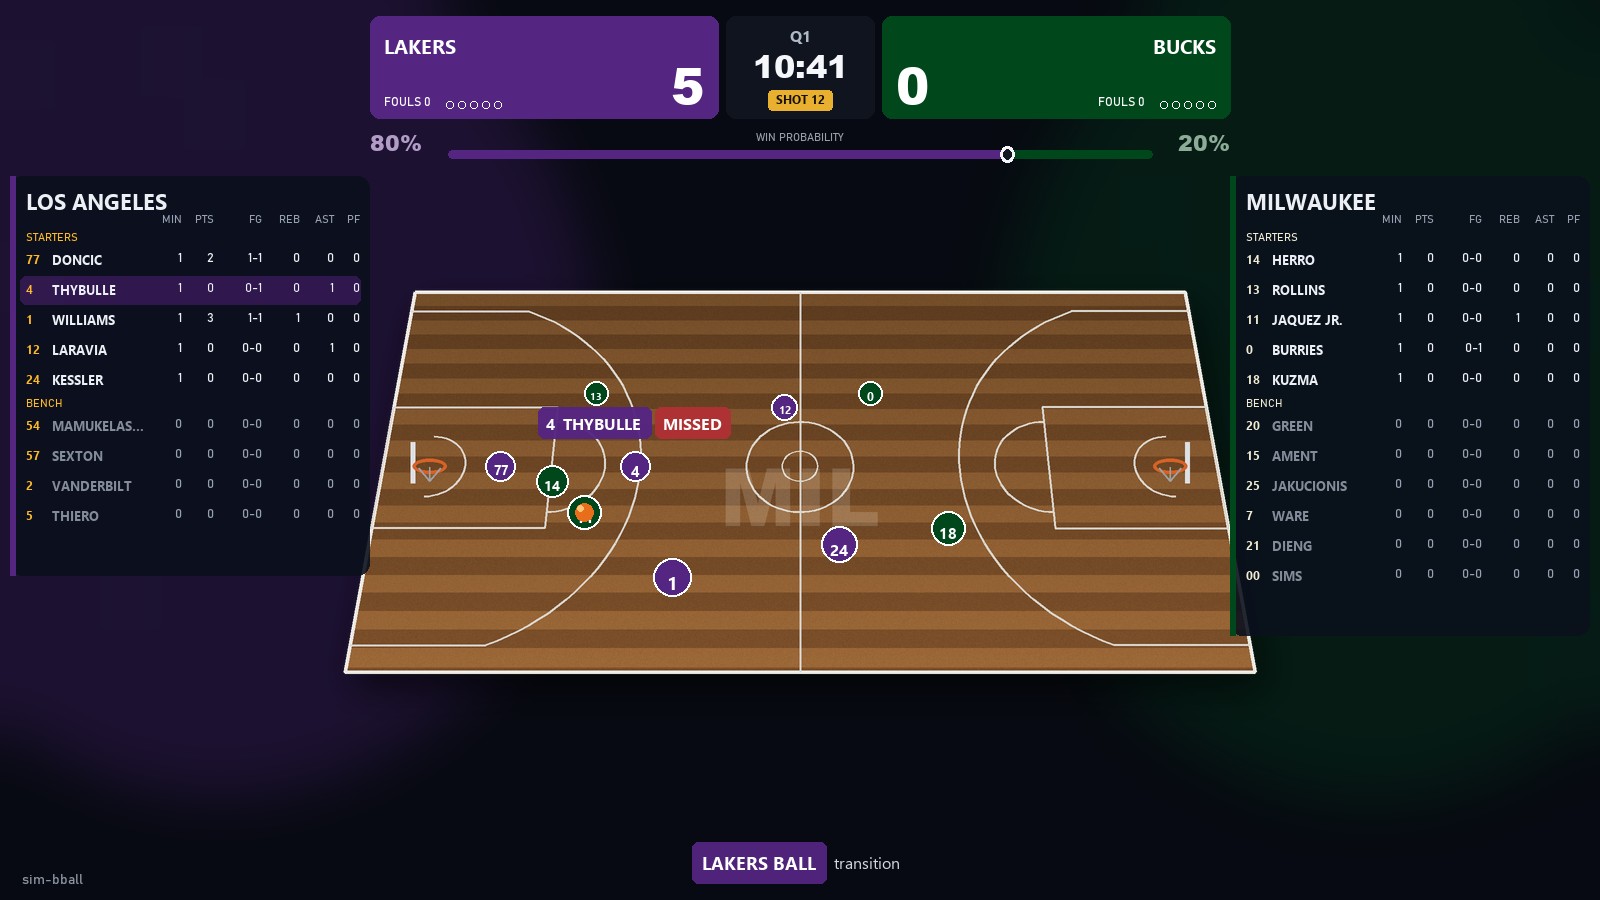 LAKERS
5
FOULS 0
Q1
10:41
SHOT 12
BUCKS
0
FOULS 0
80%
WIN PROBABILITY
20%
LOS ANGELES
MIN PTS FG REB AST PF
STARTERS
77 DONCIC 1 2 1-1 0 0 0
4 THYBULLE 1 0 0-1 0 1 0
1 WILLIAMS 1 3 1-1 1 0 0
12 LARAVIA 1 0 0-0 0 1 0
24 KESSLER 1 0 0-0 0 0 0
BENCH
54 MAMUKELAS... 0 0 0-0 0 0 0
57 SEXTON 0 0 0-0 0 0 0
2 VANDERBILT 0 0 0-0 0 0 0
5 THIERO 0 0 0-0 0 0 0
MILWAUKEE
MIN PTS FG REB AST PF
STARTERS
14 HERRO 1 0 0-0 0 0 0
13 ROLLINS 1 0 0-0 0 0 0
11 JAQUEZ JR. 1 0 0-0 1 0 0
0 BURRIES 1 0 0-1 0 0 0
18 KUZMA 1 0 0-0 0 0 0
BENCH
20 GREEN 0 0 0-0 0 0 0
15 AMENT 0 0 0-0 0 0 0
25 JAKUCIONIS 0 0 0-0 0 0 0
7 WARE 0 0 0-0 0 0 0
21 DIENG 0 0 0-0 0 0 0
00 SIMS 0 0 0-0 0 0 0
13
12
0
4 THYBULLE MISSED
77
14
4
MIL
18
24
1
LAKERS BALL transition
sim-bball